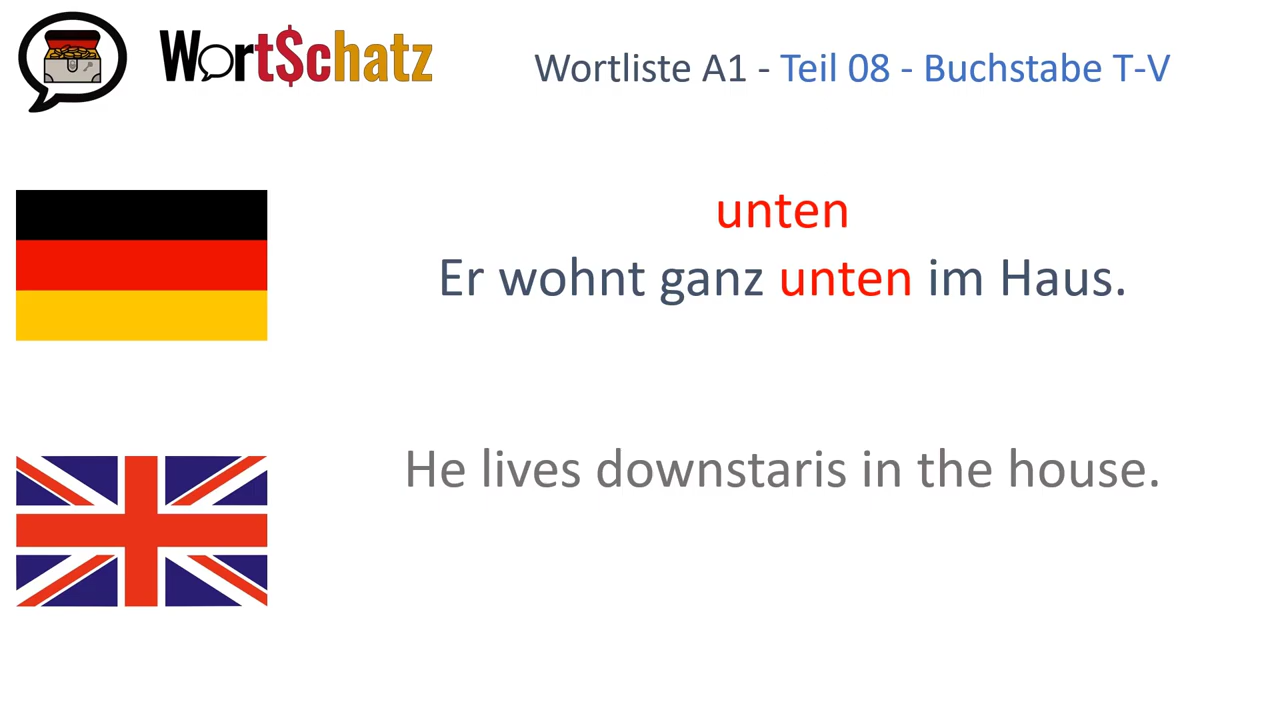 Wort$chatz
Wortliste A1 - Teil 08 - Buchstabe T-V
unten
Er wohnt ganz unten im Haus.
He lives downstaris in the house.